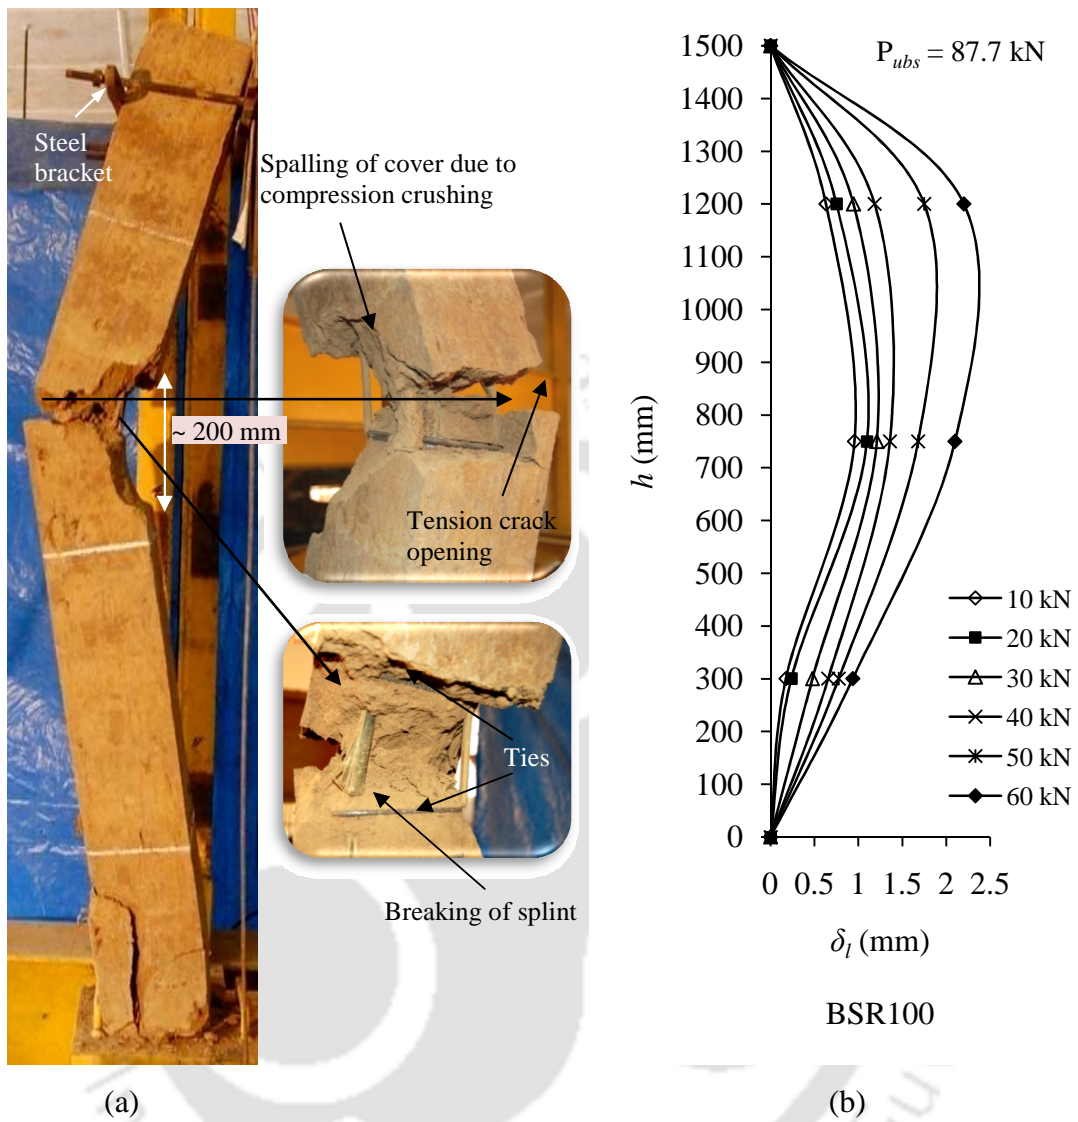 Steel
bracket
Spalling of cover due to
compression crushing
~ 200 mm
Tension crack
opening
Ties
Breaking of splint
(a)
P_ubs = 87.7 kN
h (mm)
1500
1400
1300
1200
1100
1000
900
800
700
600
500
400
300
200
100
0
0 0.5 1 1.5 2 2.5
10 kN
20 kN
30 kN
40 kN
50 kN
60 kN
δ_l (mm)
BSR100
(b)